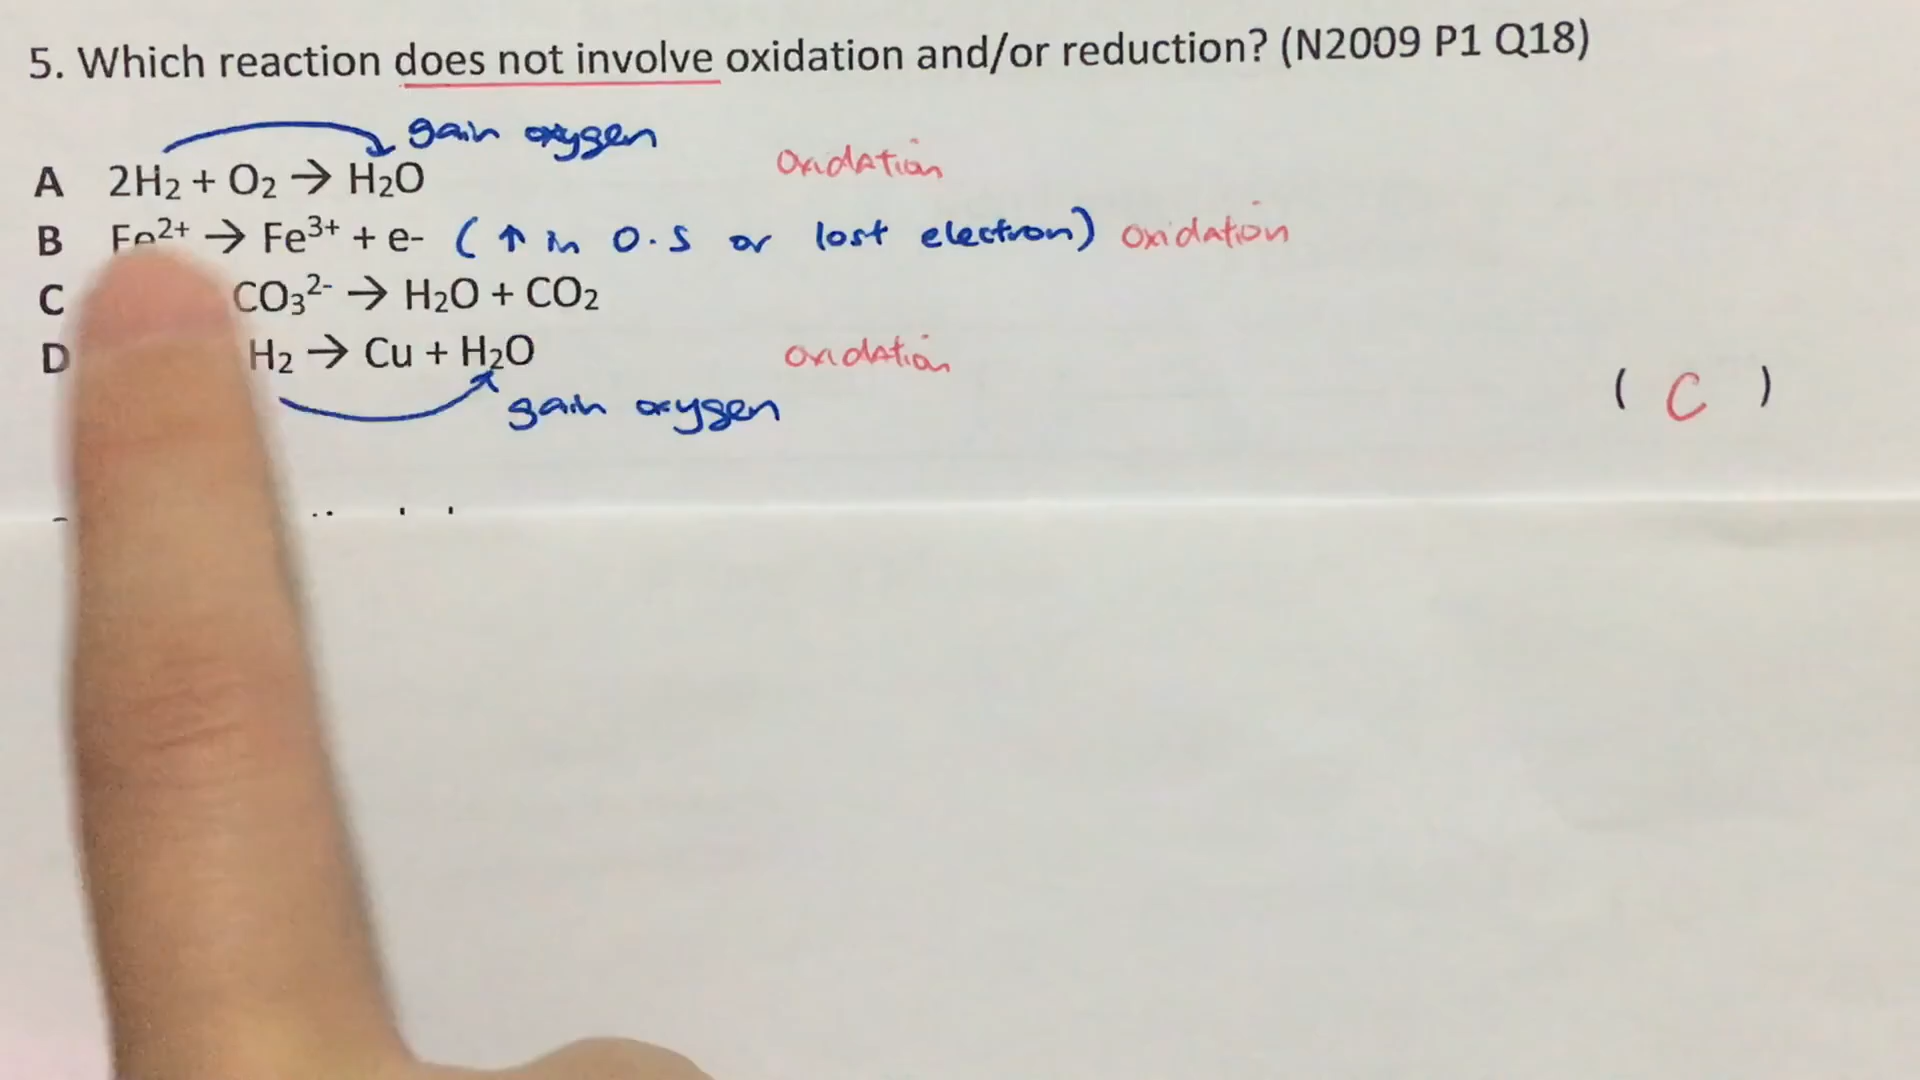 5. Which reaction does not involve oxidation and/or reduction? (N2009 P1 Q18)
gain oxygen
A 2H₂ + O₂ → H₂O oxidation
B Fe²⁺ → Fe³⁺ + e- (↑ in O.S or lost electron) oxidation
C CO₃²⁻ → H₂O + CO₂
D H₂ → Cu + H₂O oxidation
gain oxygen
( C )